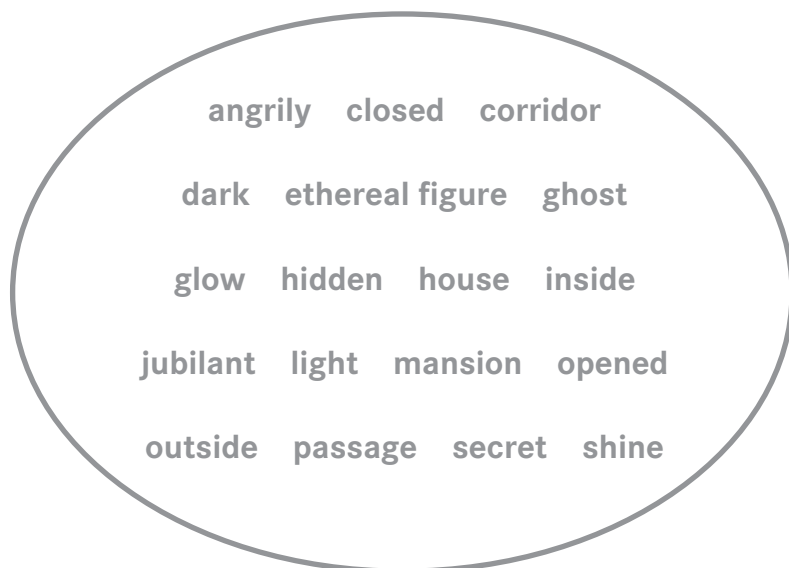 angrily closed corridor
dark ethereal figure ghost
glow hidden house inside
jubilant light mansion opened
outside passage secret shine